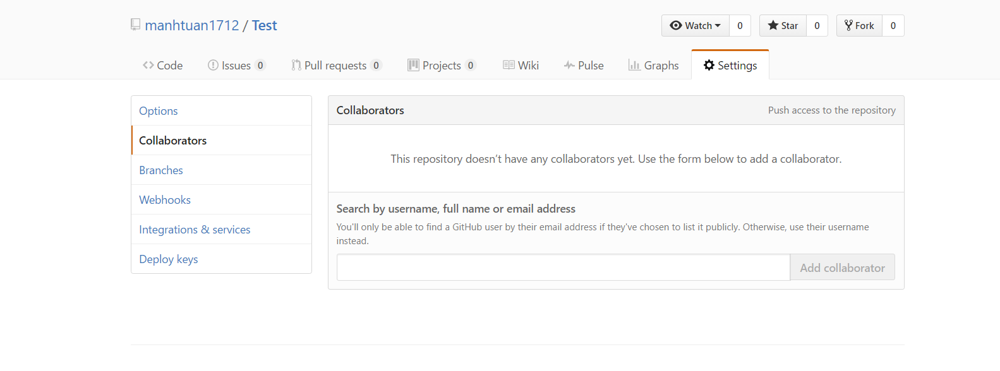 manhtuan1712 / Test
Watch 0 Star 0 Fork 0
Code Issues 0 Pull requests 0 Projects 0 Wiki Pulse Graphs Settings
Options
Collaborators
Branches
Webhooks
Integrations & services
Deploy keys
Collaborators Push access to the repository
This repository doesn’t have any collaborators yet. Use the form below to add a collaborator.
Search by username, full name or email address
You'll only be able to find a GitHub user by their email address if they've chosen to list it publicly. Otherwise, use their username
instead.
Add collaborator